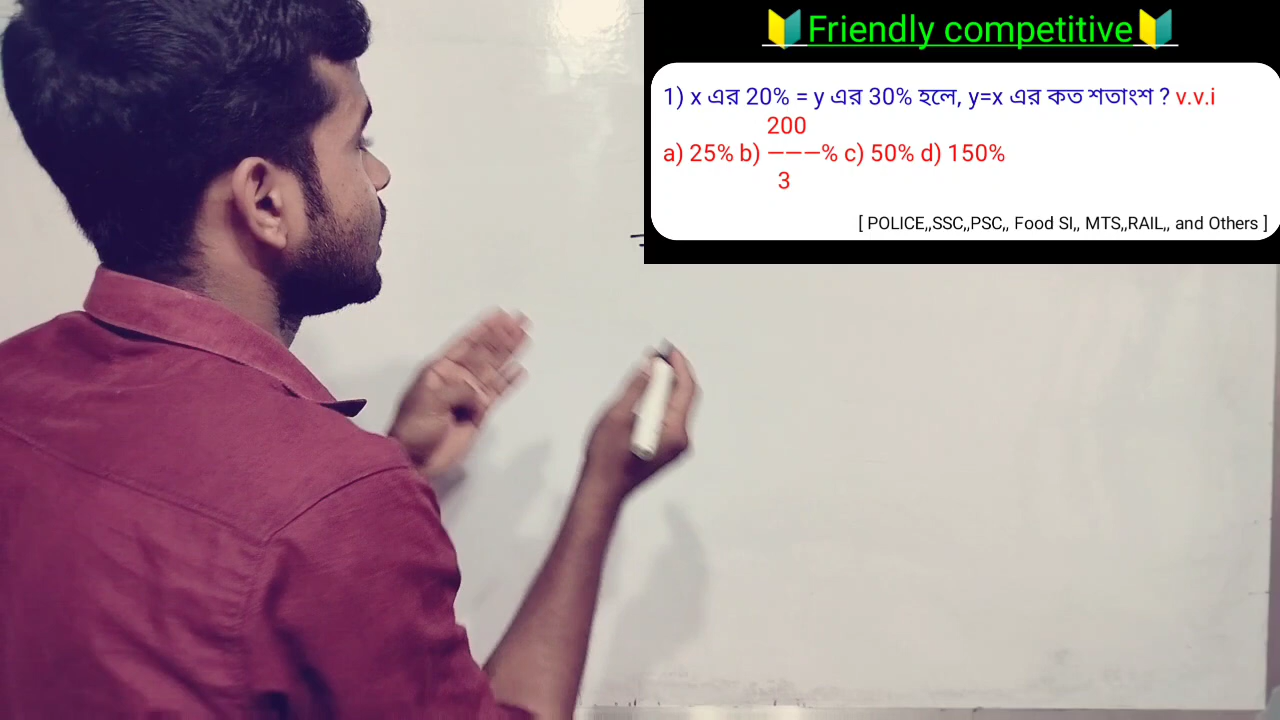 🔰Friendly competitive🔰
1) x এর 20% = y এর 30% হলে, y=x এর কত শতাংশ ? v.v.i
200
a) 25% b) ———% c) 50% d) 150%
3
[ POLICE,,SSC,,PSC,, Food SI,, MTS,,RAIL,, and Others ]